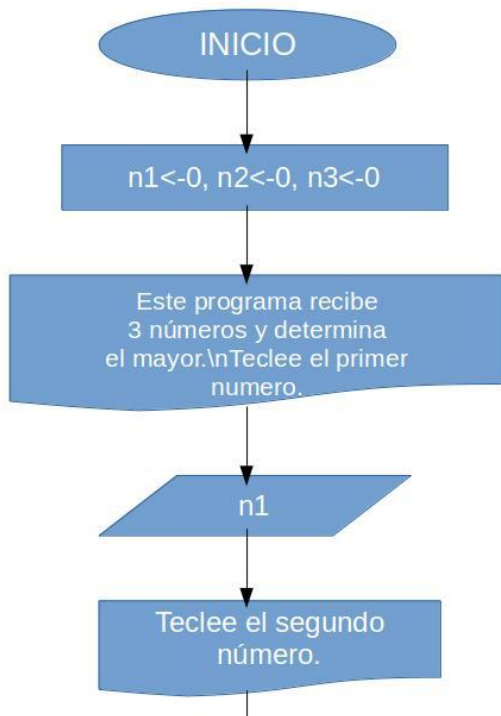 INICIO
n1<-0, n2<-0, n3<-0
Este programa recibe
3 números y determina
el mayor.\nTeclee el primer
numero.
n1
Teclee el segundo
número.